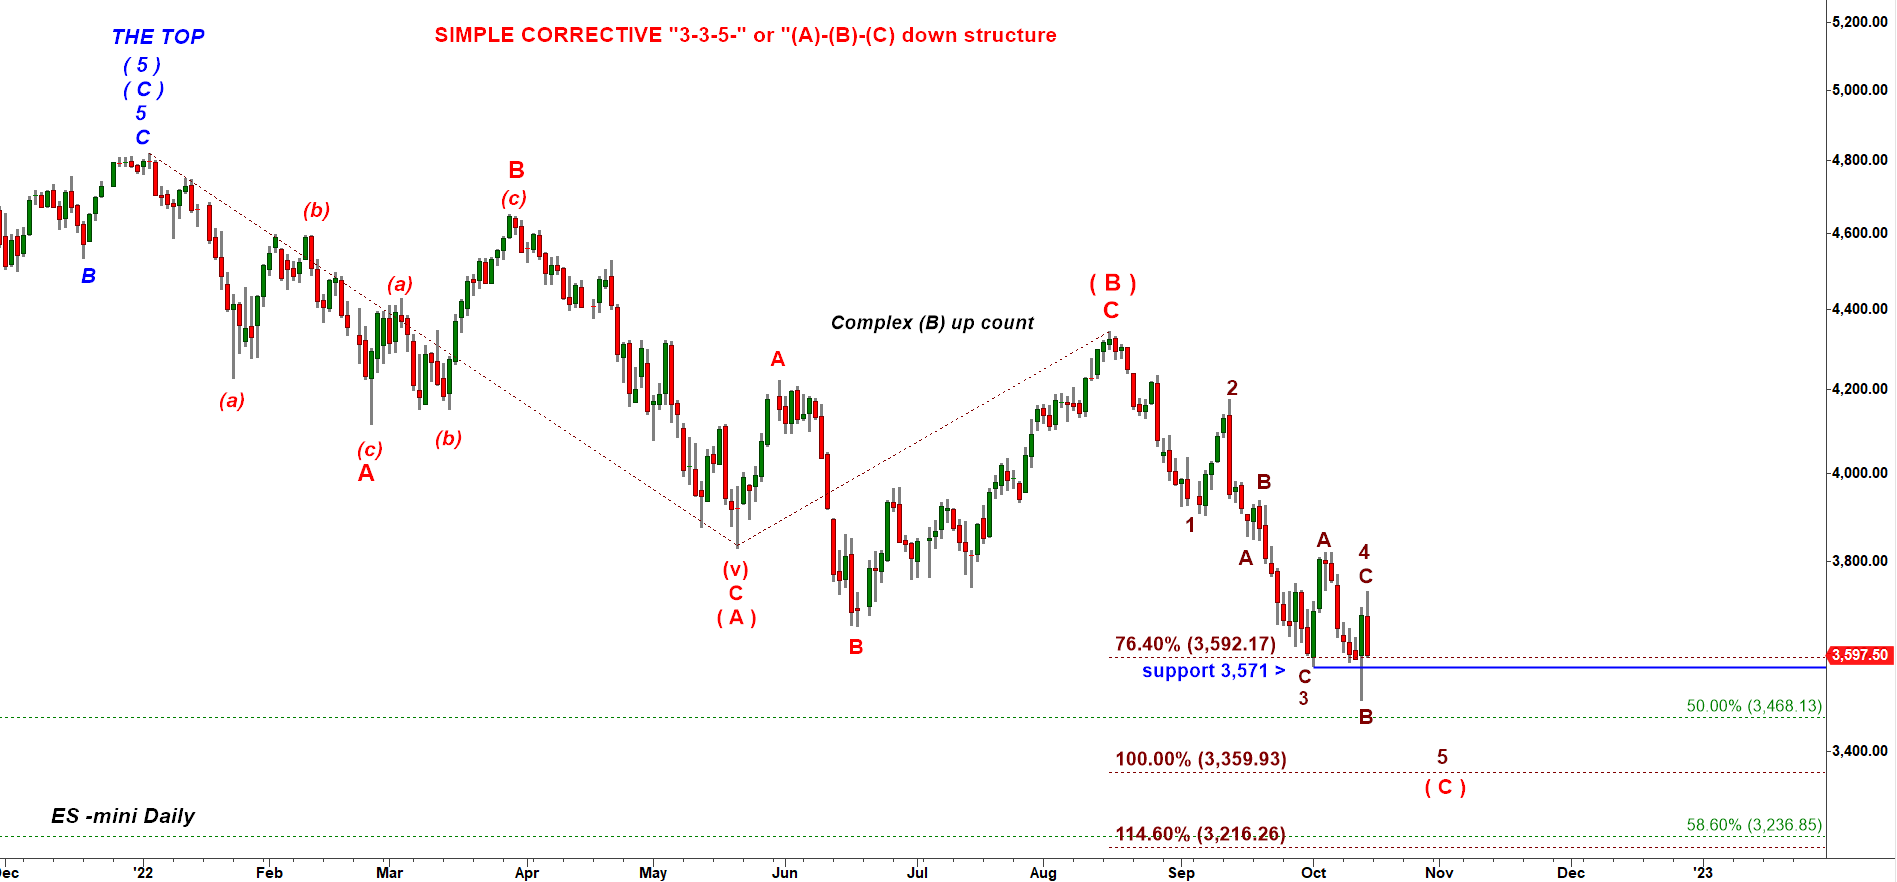 THE TOP
( 5 )
( C )
5
C
SIMPLE CORRECTIVE "3-3-5-" or "(A)-(B)-(C) down structure
5,200.00
5,000.00
4,800.00
4,600.00
4,400.00
4,200.00
4,000.00
3,800.00
3,597.50
3,400.00
B
(b)
B
(c)
(a)
(a)
(c)
A
(b)
Complex (B) up count
( B )
C
A
(v)
C
( A )
B
2
1
B
A
A
4
C
76.40% (3,592.17)
support 3,571 >
C
3
B
50.00% (3,468.13)
100.00% (3,359.93)
5
( C )
ES -mini Daily
114.60% (3,216.26)
58.60% (3,236.85)
ec '22 Feb Mar Apr May Jun Jul Aug Sep Oct Nov Dec '23